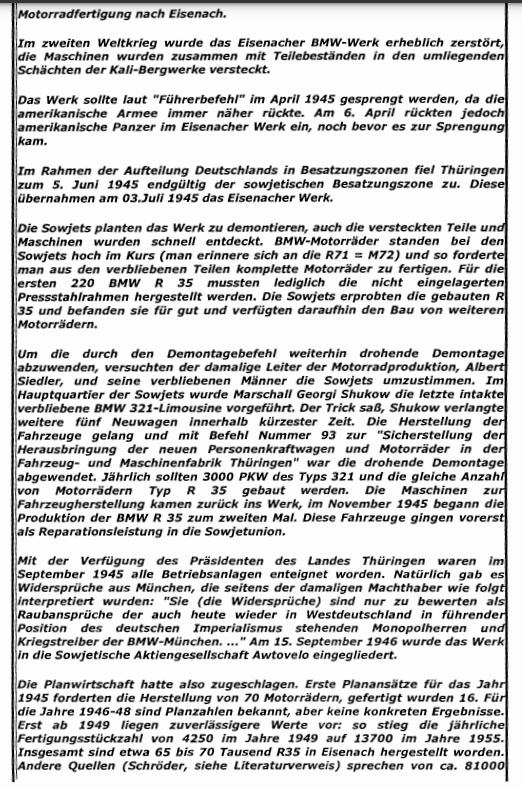 Motorradfertigung nach Eisenach.
Im zweiten Weltkrieg wurde das Eisenacher BMW-Werk erheblich zerstört,
die Maschinen wurden zusammen mit Teilebeständen in den umliegenden
Schächten der Kali-Bergwerke versteckt.
Das Werk sollte laut "Führerbefehl" im April 1945 gesprengt werden, da die
amerikanische Armee immer näher rückte. Am 6. April rückten jedoch
amerikanische Panzer im Eisenacher Werk ein, noch bevor es zur Sprengung
kam.
Im Rahmen der Aufteilung Deutschlands in Besatzungszonen fiel Thüringen
zum 5. Juni 1945 endgültig der sowjetischen Besatzungszone zu. Diese
übernahmen am 03.Juli 1945 das Eisenacher Werk.
Die Sowjets planten das Werk zu demontieren, auch die versteckten Teile und
Maschinen wurden schnell entdeckt. BMW-Motorräder standen bei den
Sowjets hoch im Kurs (man erinnere sich an die R71 = M72) und so forderte
man aus den verbliebenen Teilen komplette Motorräder zu fertigen. Für die
ersten 220 BMW R 35 mussten lediglich die nicht eingelagerten
Pressstahlrahmen hergestellt werden. Die Sowjets erprobten die gebauten R
35 und befanden sie für gut und verfügten daraufhin den Bau von weiteren
Motorrädern.
Um die durch den Demontagebefehl weiterhin drohende Demontage
abzuwenden, versuchten der damalige Leiter der Motorradproduktion, Albert
Siedler, und seine verbliebenen Männer die Sowjets umzustimmen. Im
Hauptquartier der Sowjets wurde Marschall Georgi Shukow die letzte intakte
verbliebene BMW 321-Limousine vorgeführt. Der Trick saß, Shukow verlangte
weitere fünf Neuwagen innerhalb kürzester Zeit. Die Herstellung der
Fahrzeuge gelang und mit Befehl Nummer 93 zur "Sicherstellung der
Herausbringung der neuen Personenkraftwagen und Motorräder in der
Fahrzeug- und Maschinenfabrik Thüringen" war die drohende Demontage
abgewendet. Jährlich sollten 3000 PKW des Typs 321 und die gleiche Anzahl
von Motorrädern Typ R 35 gebaut werden. Die Maschinen zur
Fahrzeugherstellung kamen zurück ins Werk, im November 1945 begann die
Produktion der BMW R 35 zum zweiten Mal. Diese Fahrzeuge gingen vorerst
als Reparationsleistung in die Sowjetunion.
Mit der Verfügung des Präsidenten des Landes Thüringen waren im
September 1945 alle Betriebsanlagen enteignet worden. Natürlich gab es
Widersprüche aus München, die seitens der damaligen Machthaber wie folgt
interpretiert wurden: "Sie (die Widersprüche) sind nur zu bewerten als
Raubansprüche der auch heute wieder in Westdeutschland in führender
Position des deutschen Imperialismus stehenden Monopolherren und
Kriegstreiber der BMW-München. ..." Am 15. September 1946 wurde das Werk
in die Sowjetische Aktiengesellschaft Awtovelo eingegliedert.
Die Planwirtschaft hatte also zugeschlagen. Erste Planansätze für das Jahr
1945 forderten die Herstellung von 70 Motorrädern, gefertigt wurden 16. Für
die Jahre 1946-48 sind Planzahlen bekannt, aber keine konkreten Ergebnisse.
Erst ab 1949 liegen zuverlässigere Werte vor: so stieg die jährliche
Fertigungsstückzahl von 4250 im Jahre 1949 auf 13700 im Jahre 1955.
Insgesamt sind etwa 65 bis 70 Tausend R35 in Eisenach hergestellt worden.
Andere Quellen (Schröder, siehe Literaturverweis) sprechen von ca. 81000